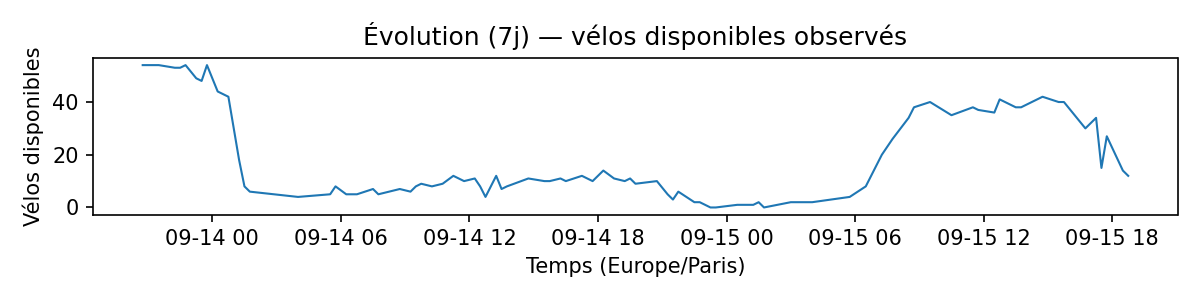 Évolution (7j) — vélos disponibles observés
Vélos disponibles
40
20
0
09-14 00 09-14 06 09-14 12 09-14 18 09-15 00 09-15 06 09-15 12 09-15 18
Temps (Europe/Paris)